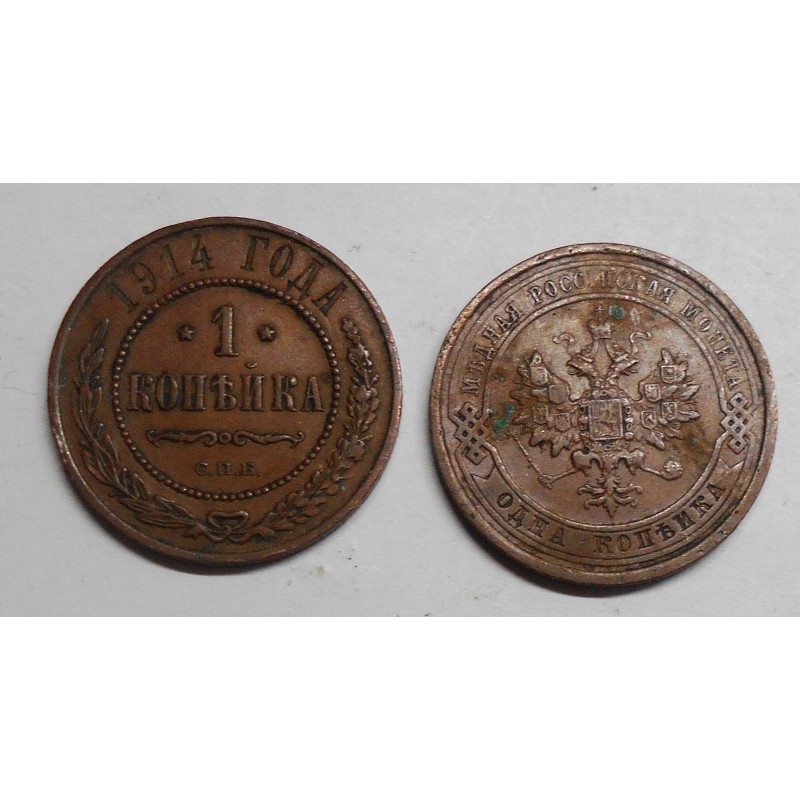 1914 ГОДА
* 1 *
КОПѢЙКА
С.П.Б.
МѢДНАЯ РОССІЙСКАЯ МОНЕТА
ОДНА КОПѢЙКА